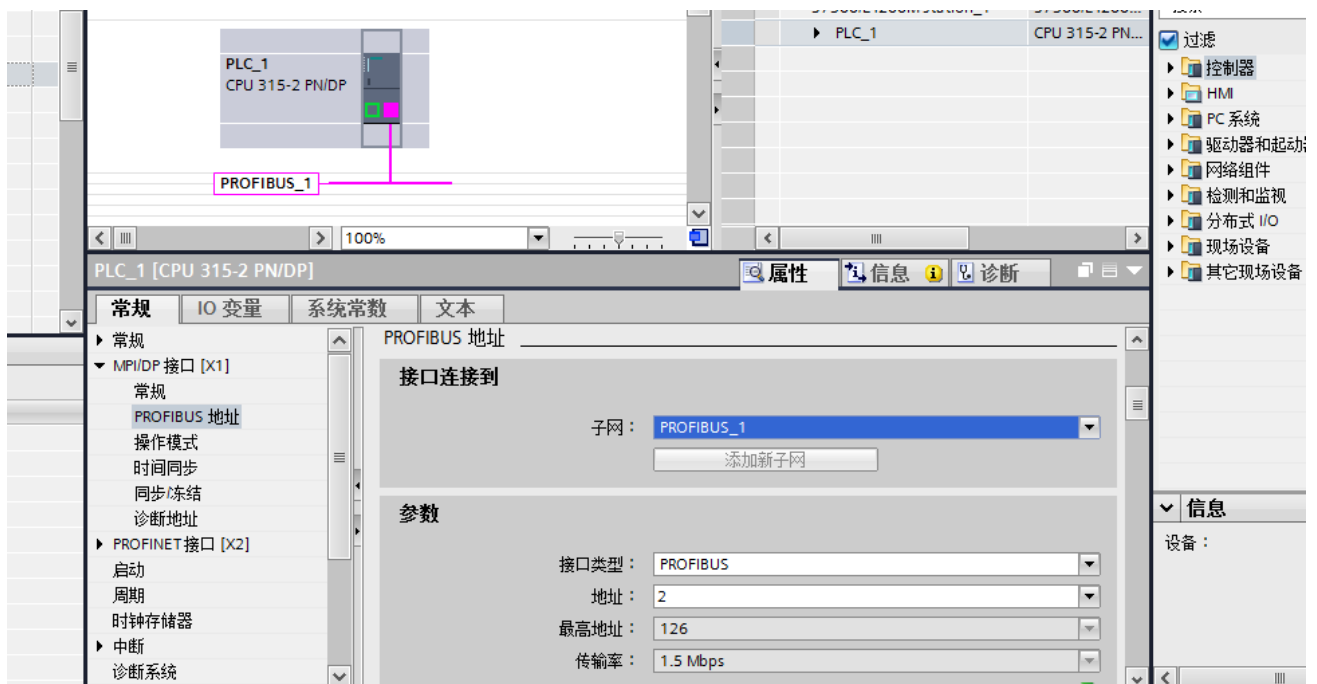 PLC_1
CPU 315-2 PN...
过滤
PLC_1
CPU 315-2 PN/DP
PROFIBUS_1
100%
控制器
HMI
PC 系统
驱动器和起动
网络组件
检测和监视
分布式 I/O
现场设备
其它现场设备
PLC_1 [CPU 315-2 PN/DP]
属性
信息
诊断
常规
IO 变量
系统常数
文本
常规
MPI/DP 接口 [X1]
常规
PROFIBUS 地址
操作模式
时间同步
同步/冻结
诊断地址
PROFINET接口 [X2]
启动
周期
时钟存储器
中断
诊断系统
PROFIBUS 地址
接口连接到
子网：
PROFIBUS_1
添加新子网
参数
接口类型：
PROFIBUS
地址：
2
最高地址：
126
传输率：
1.5 Mbps
信息
设备：